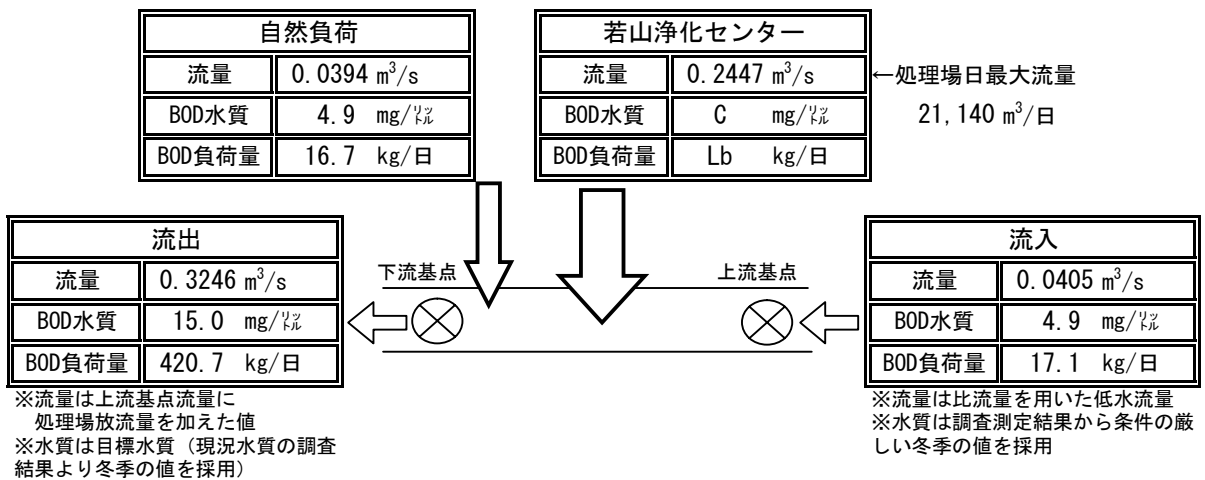 自然負荷
流量 0.0394 m³/s
BOD水質 4.9 mg/㍑
BOD負荷量 16.7 kg/日
若山浄化センター
流量 0.2447 m³/s
BOD水質 C mg/㍑
BOD負荷量 Lb kg/日
←処理場日最大流量
21,140 m³/日
流出
流量 0.3246 m³/s
BOD水質 15.0 mg/㍑
BOD負荷量 420.7 kg/日
※流量は上流基点流量に
処理場放流量を加えた値
※水質は目標水質（現況水質の調査
結果より冬季の値を採用）
下流基点
上流基点
流入
流量 0.0405 m³/s
BOD水質 4.9 mg/㍑
BOD負荷量 17.1 kg/日
※流量は比流量を用いた低水流量
※水質は調査測定結果から条件の厳
しい冬季の値を採用